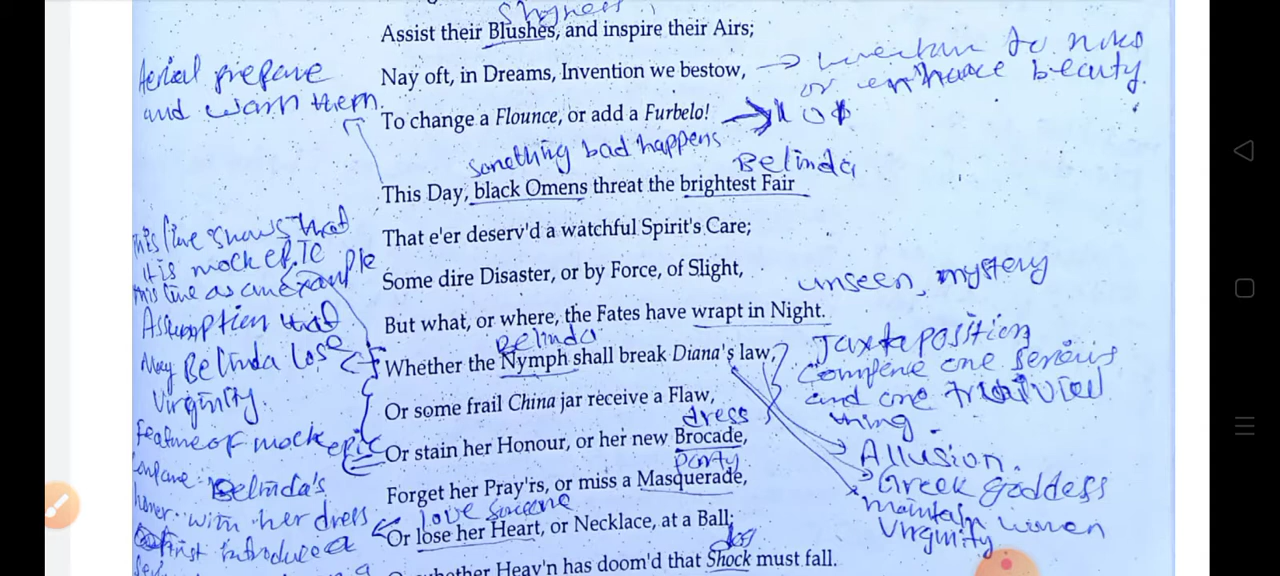 Shyness
Assist their Blushes, and inspire their Airs;
Aerial prepare
and warn them.
Nay oft, in Dreams, Invention we bestow,
or enhance beauty.
To change a Flounce, or add a Furbelo!
something bad happens
Belinda
This Day, black Omens threat the brightest Fair
That e'er deserv'd a watchful Spirit's Care;
This line shows that
it is mock epic
this line as an example
Some dire Disaster, or by Force, of Slight,
unseen, mystery
But what, or where, the Fates have wrapt in Night.
Assumption that
May Belinda lose
Virginity.
Belinda
Whether the Nymph shall break Diana's law,
Juxtaposition
one serious
and one
thing.
Or some frail China jar receive a Flaw,
dress
Feature of mock epic
Or stain her Honour, or her new Brocade,
Allusion.
party
Belinda's
with her dress
Forget her Pray'rs, or miss a Masquerade,
Greek goddess
maintain women
Virginity
love someone
Or lose her Heart, or Necklace, at a Ball;
first introduce
dog
whether Heav'n has doom'd that Shock must fall.